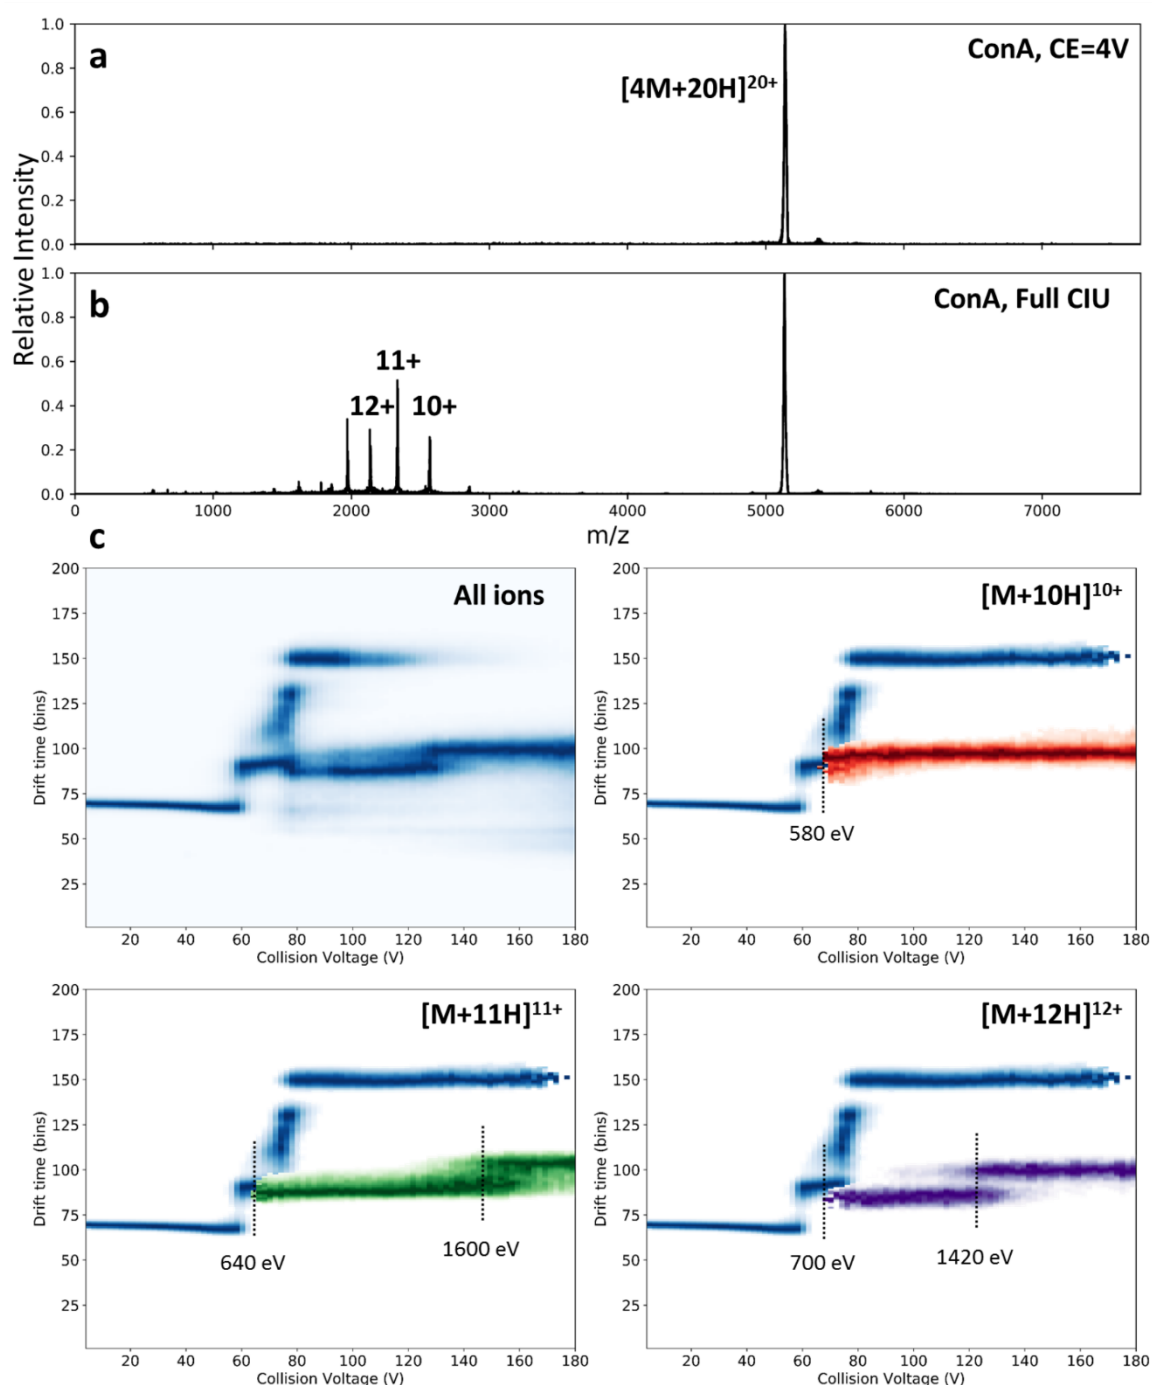 a
ConA, CE=4V
[4M+20H]20+
1.0
0.8
0.6
0.4
0.2
0.0
0 1000 2000 3000 4000 5000 6000 7000
Relative Intensity
b
ConA, Full CIU
11+
12+ 10+
1.0
0.8
0.6
0.4
0.2
0.0
0 1000 2000 3000 4000 5000 6000 7000
m/z
c
All ions
200
175
150
125
100
75
50
25
Drift time (bins)
20 40 60 80 100 120 140 160 180
Collision Voltage (V)
[M+10H]10+
200
175
150
125
100
75
50
25
Drift time (bins)
580 eV
20 40 60 80 100 120 140 160 180
Collision Voltage (V)
[M+11H]11+
200
175
150
125
100
75
50
25
Drift time (bins)
640 eV
1600 eV
20 40 60 80 100 120 140 160 180
Collision Voltage (V)
[M+12H]12+
200
175
150
125
100
75
50
25
Drift time (bins)
700 eV
1420 eV
20 40 60 80 100 120 140 160 180
Collision Voltage (V)